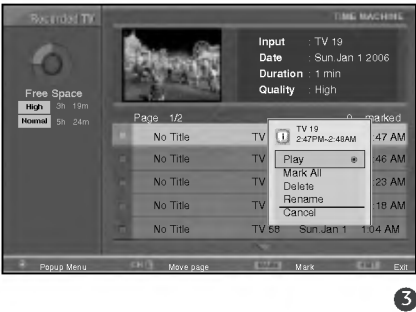 Recorded TV
TIME MACHINE
Input : TV 19
Date : Sun.Jan 1 2006
Duration : 1 min
Quality : High
Free Space
High 3h 19m
Normal 5h 24m
Page 1/2
0 marked
No Title TV :47 AM
No Title TV :46 AM
No Title TV :23 AM
No Title TV :18 AM
No Title TV 58 Sun.Jan 1 1:04 AM
TV 19
2:47PM~2:48AM
Play
Mark All
Delete
Rename
Cancel
Popup Menu
Move page
Mark
Exit
3